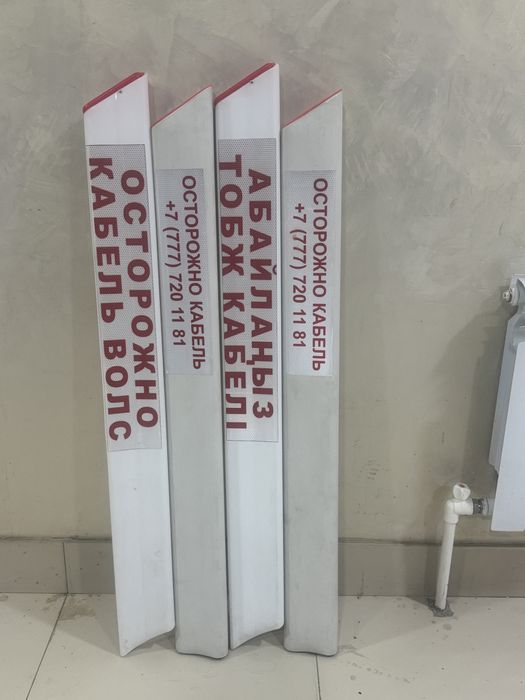 ОСТОРОЖНО
КАБЕЛЬ ВОЛС
ОСТОРОЖНО КАБЕЛЬ
+7 (777) 720 11 81
АБАЙЛАҢЫЗ
ТОБЖ КАБЕЛІ
ОСТОРОЖНО КАБЕЛЬ
+7 (777) 720 11 81